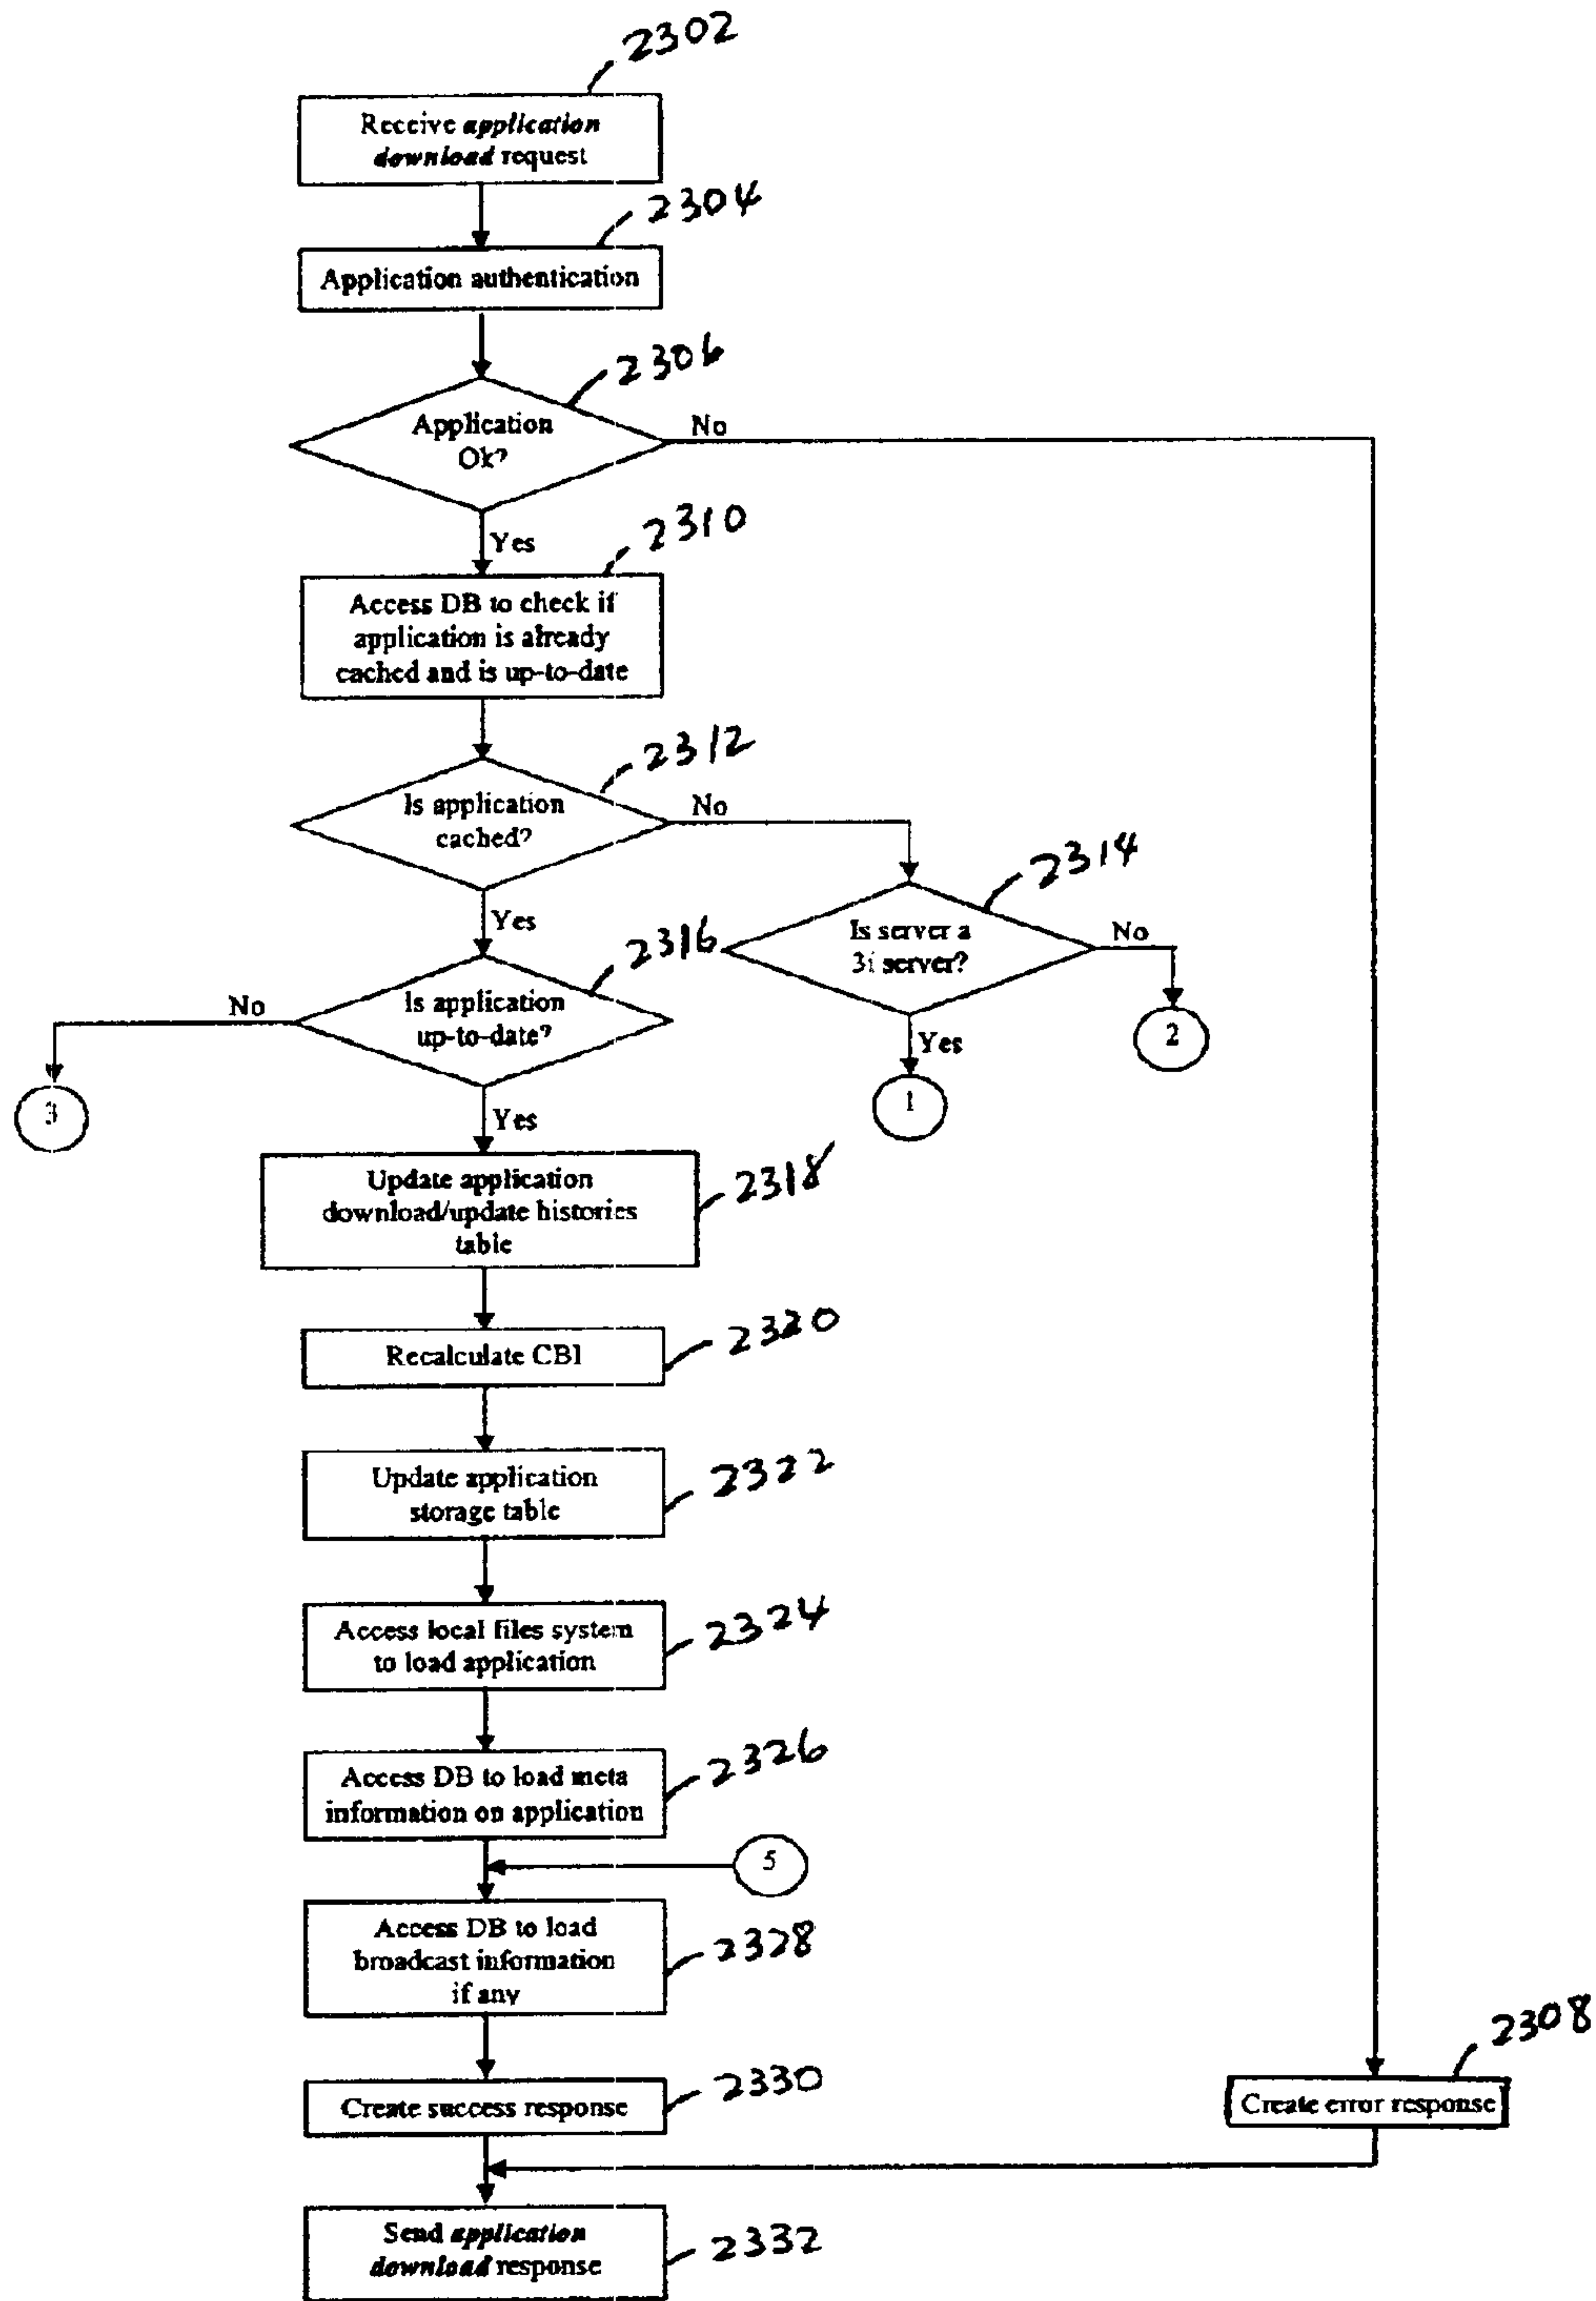 2302
Receive application
download request
2304
Application authentication
2306
Application
Ok?
No
Yes
2310
Access DB to check if
application is already
cached and is up-to-date
2312
Is application
cached?
No
2314
Is server a
3i server?
No
2
Yes
1
Yes
2316
Is application
up-to-date?
No
3
Yes
Update application
download/update histories
table
2318
Recalculate CBI
2320
Update application
storage table
2322
Access local files system
to load application
2324
Access DB to load meta
information on application
2326
5
Access DB to load
broadcast information
if any
2328
Create success response
2330
2308
Create error response
Send application
download response
2332